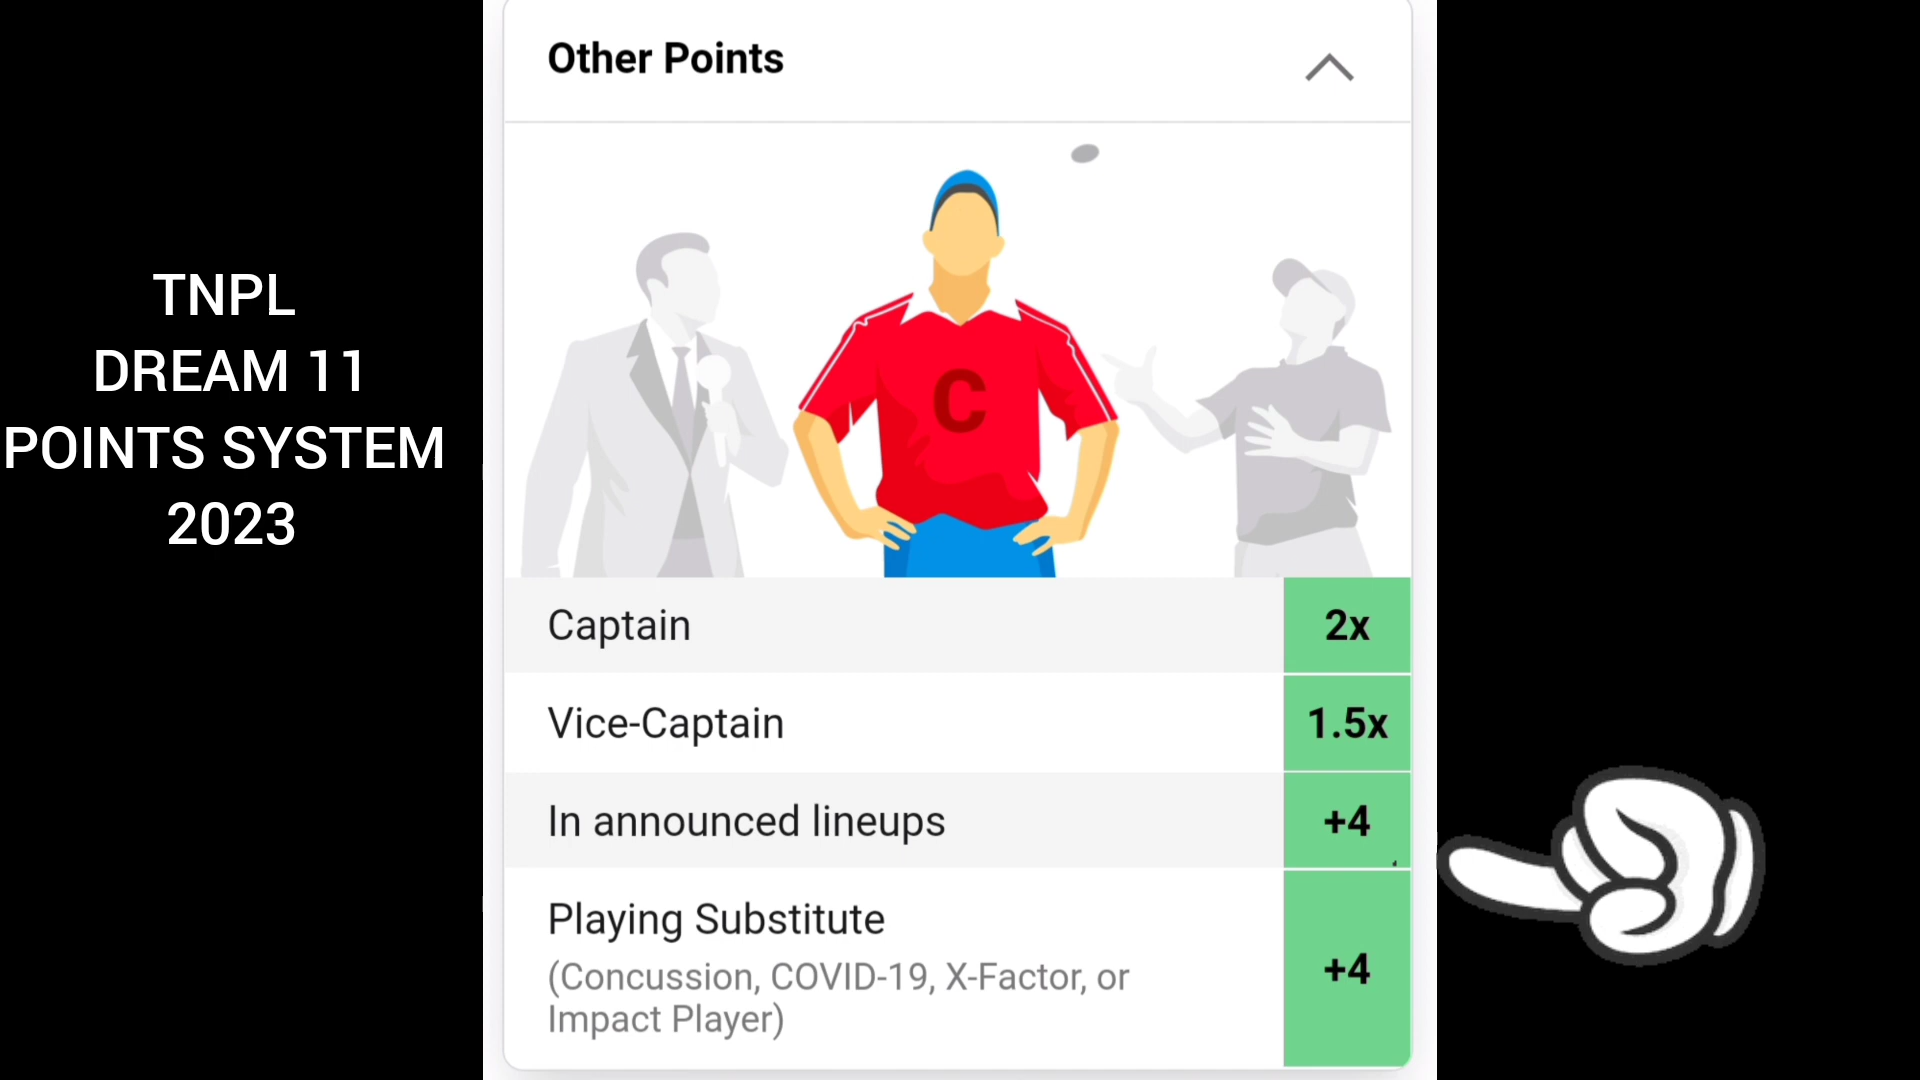 TNPL
DREAM 11
POINTS SYSTEM
2023
Other Points
C
Captain
2x
Vice-Captain
1.5x
In announced lineups
+4
Playing Substitute
(Concussion, COVID-19, X-Factor, or
Impact Player)
+4